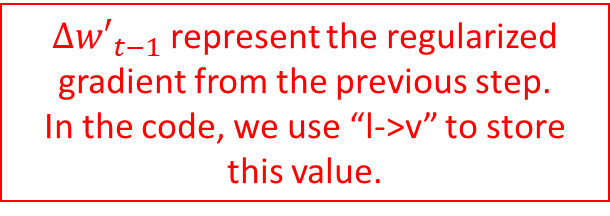 Δw′ₜ₋₁ represent the regularized
gradient from the previous step.
In the code, we use “l->v” to store
this value.